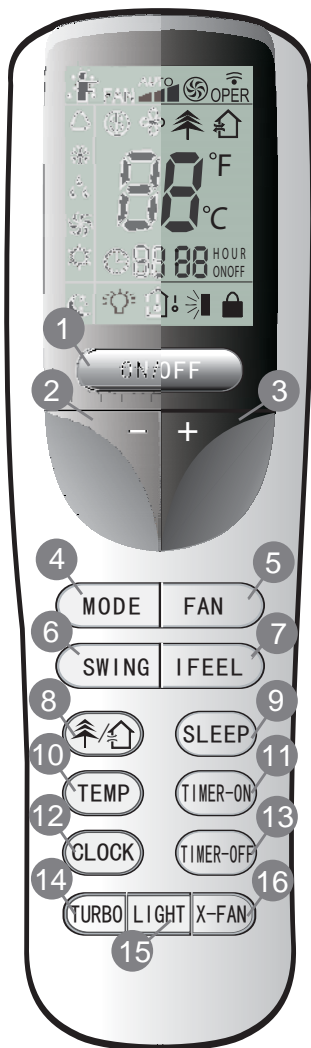 FAN AUTO OPER
88 °F
°C
88 88 HOUR
ONOFF
1 ON/OFF
2 - + 3
4 MODE FAN 5
6 SWING IFEEL 7
8 SLEEP 9
10 TEMP TIMER-ON 11
12 CLOCK TIMER-OFF 13
14 TURBO LIGHT X-FAN 16
15